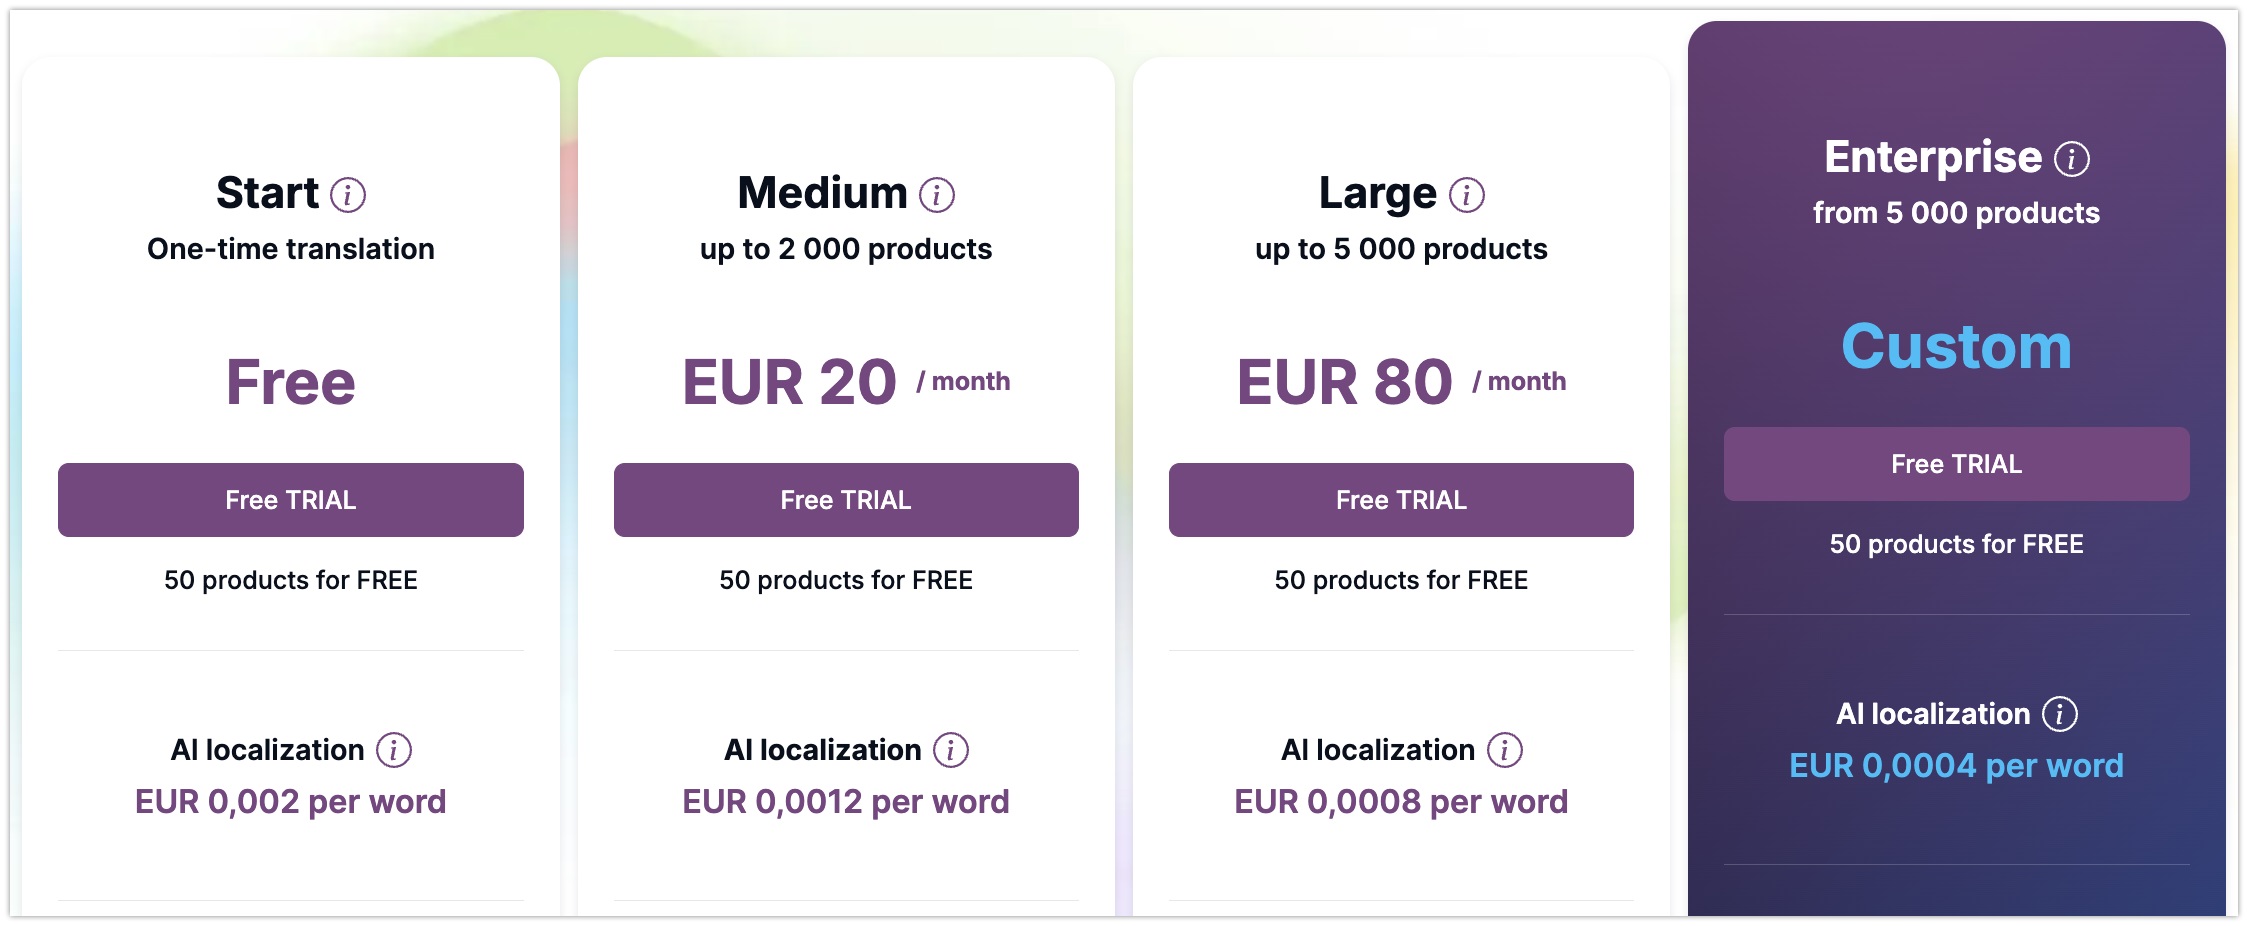 Start
One-time translation
Free
Free TRIAL
50 products for FREE
AI localization
EUR 0,002 per word
Medium
up to 2 000 products
EUR 20 / month
Free TRIAL
50 products for FREE
AI localization
EUR 0,0012 per word
Large
up to 5 000 products
EUR 80 / month
Free TRIAL
50 products for FREE
AI localization
EUR 0,0008 per word
Enterprise
from 5 000 products
Custom
Free TRIAL
50 products for FREE
AI localization
EUR 0,0004 per word